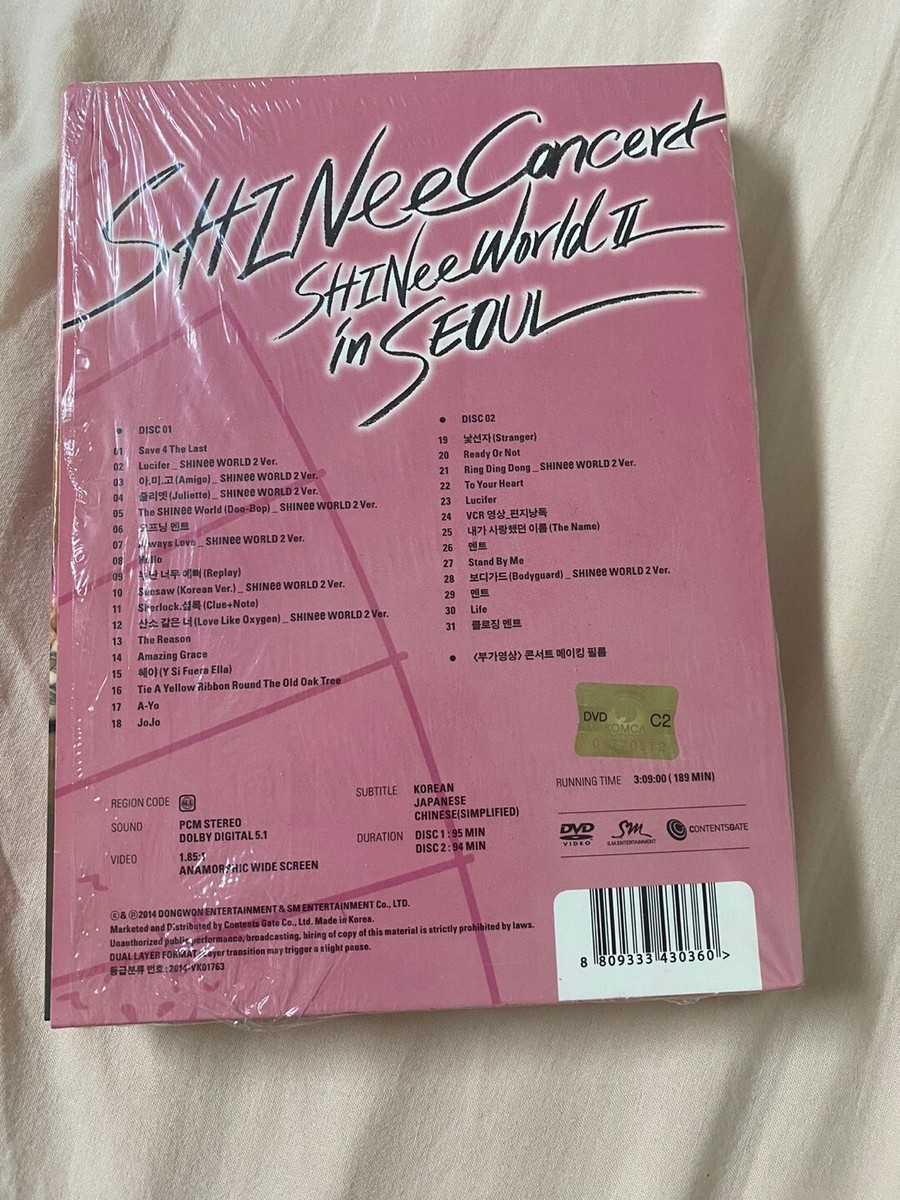 SHINee Concert
SHINee World II
in SEOUL
DISC 01
01 Save 4 The Last
02 Lucifer _ SHINee WORLD 2 Ver.
03 아.미.고 (Amigo) _ SHINee WORLD 2 Ver.
04 줄리엣 (Juliette) _ SHINee WORLD 2 Ver.
05 The SHINee World (Doo-Bop) _ SHINee WORLD 2 Ver.
06 오프닝 멘트
07 Always Love _ SHINee WORLD 2 Ver.
08 Hello
09 누난 너무 예뻐 (Replay)
10 Seesaw (Korean Ver.) _ SHINee WORLD 2 Ver.
11 Sherlock.셜록 (Clue+Note)
12 산소 같은 너 (Love Like Oxygen) _ SHINee WORLD 2 Ver.
13 The Reason
14 Amazing Grace
15 혜야 (Y Si Fuera Ella)
16 Tie A Yellow Ribbon Round The Old Oak Tree
17 A-Yo
18 JoJo
DISC 02
19 낯선자 (Stranger)
20 Ready Or Not
21 Ring Ding Dong _ SHINee WORLD 2 Ver.
22 To Your Heart
23 Lucifer
24 VCR 영상_편지낭독
25 내가 사랑했던 이름 (The Name)
26 멘트
27 Stand By Me
28 보디가드 (Bodyguard) _ SHINee WORLD 2 Ver.
29 멘트
30 Life
31 클로징 멘트
<부가영상> 콘서트 메이킹 필름
DVD KOMCA C2
REGION CODE ALL
SOUND PCM STEREO
DOLBY DIGITAL 5.1
VIDEO 1.85:1
ANAMORPHIC WIDE SCREEN
SUBTITLE KOREAN
JAPANESE
CHINESE(SIMPLIFIED)
DURATION DISC 1 : 95 MIN
DISC 2 : 94 MIN
RUNNING TIME 3:09:00 ( 189 MIN)
DVD VIDEO
S.M.ENTERTAINMENT
CONTENTSGATE
ⓒ& ⓟ 2014 DONGWON ENTERTAINMENT & SM ENTERTAINMENT Co., LTD.
Marketed and Distributed by Contents Gate Co., Ltd. Made in Korea.
Unauthorized public performance, broadcasting, hiring of copy of this material is strictly prohibited by laws.
DUAL LAYER FORMAT. Layer transition may trigger a slight pause.
등급분류 번호 : 2014-VK01763
8 809333 430360 >